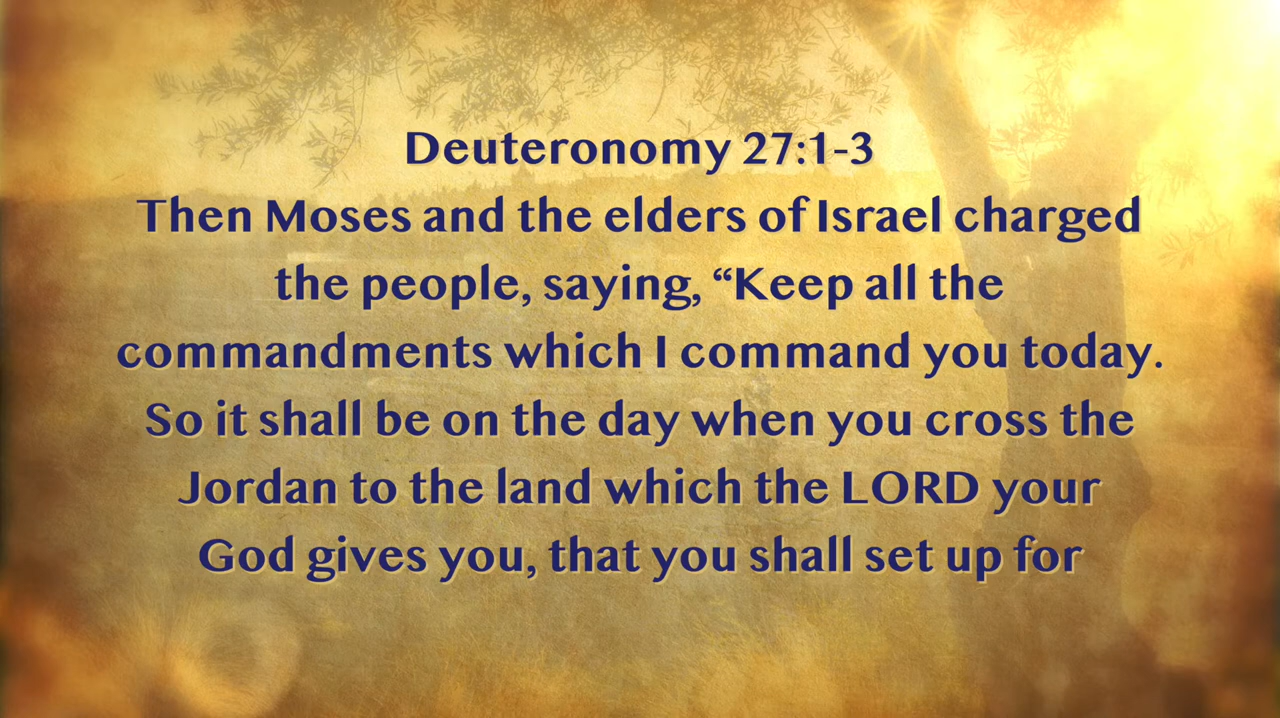 Deuteronomy 27:1-3
Then Moses and the elders of Israel charged
the people, saying, “Keep all the
commandments which I command you today.
So it shall be on the day when you cross the
Jordan to the land which the LORD your
God gives you, that you shall set up for